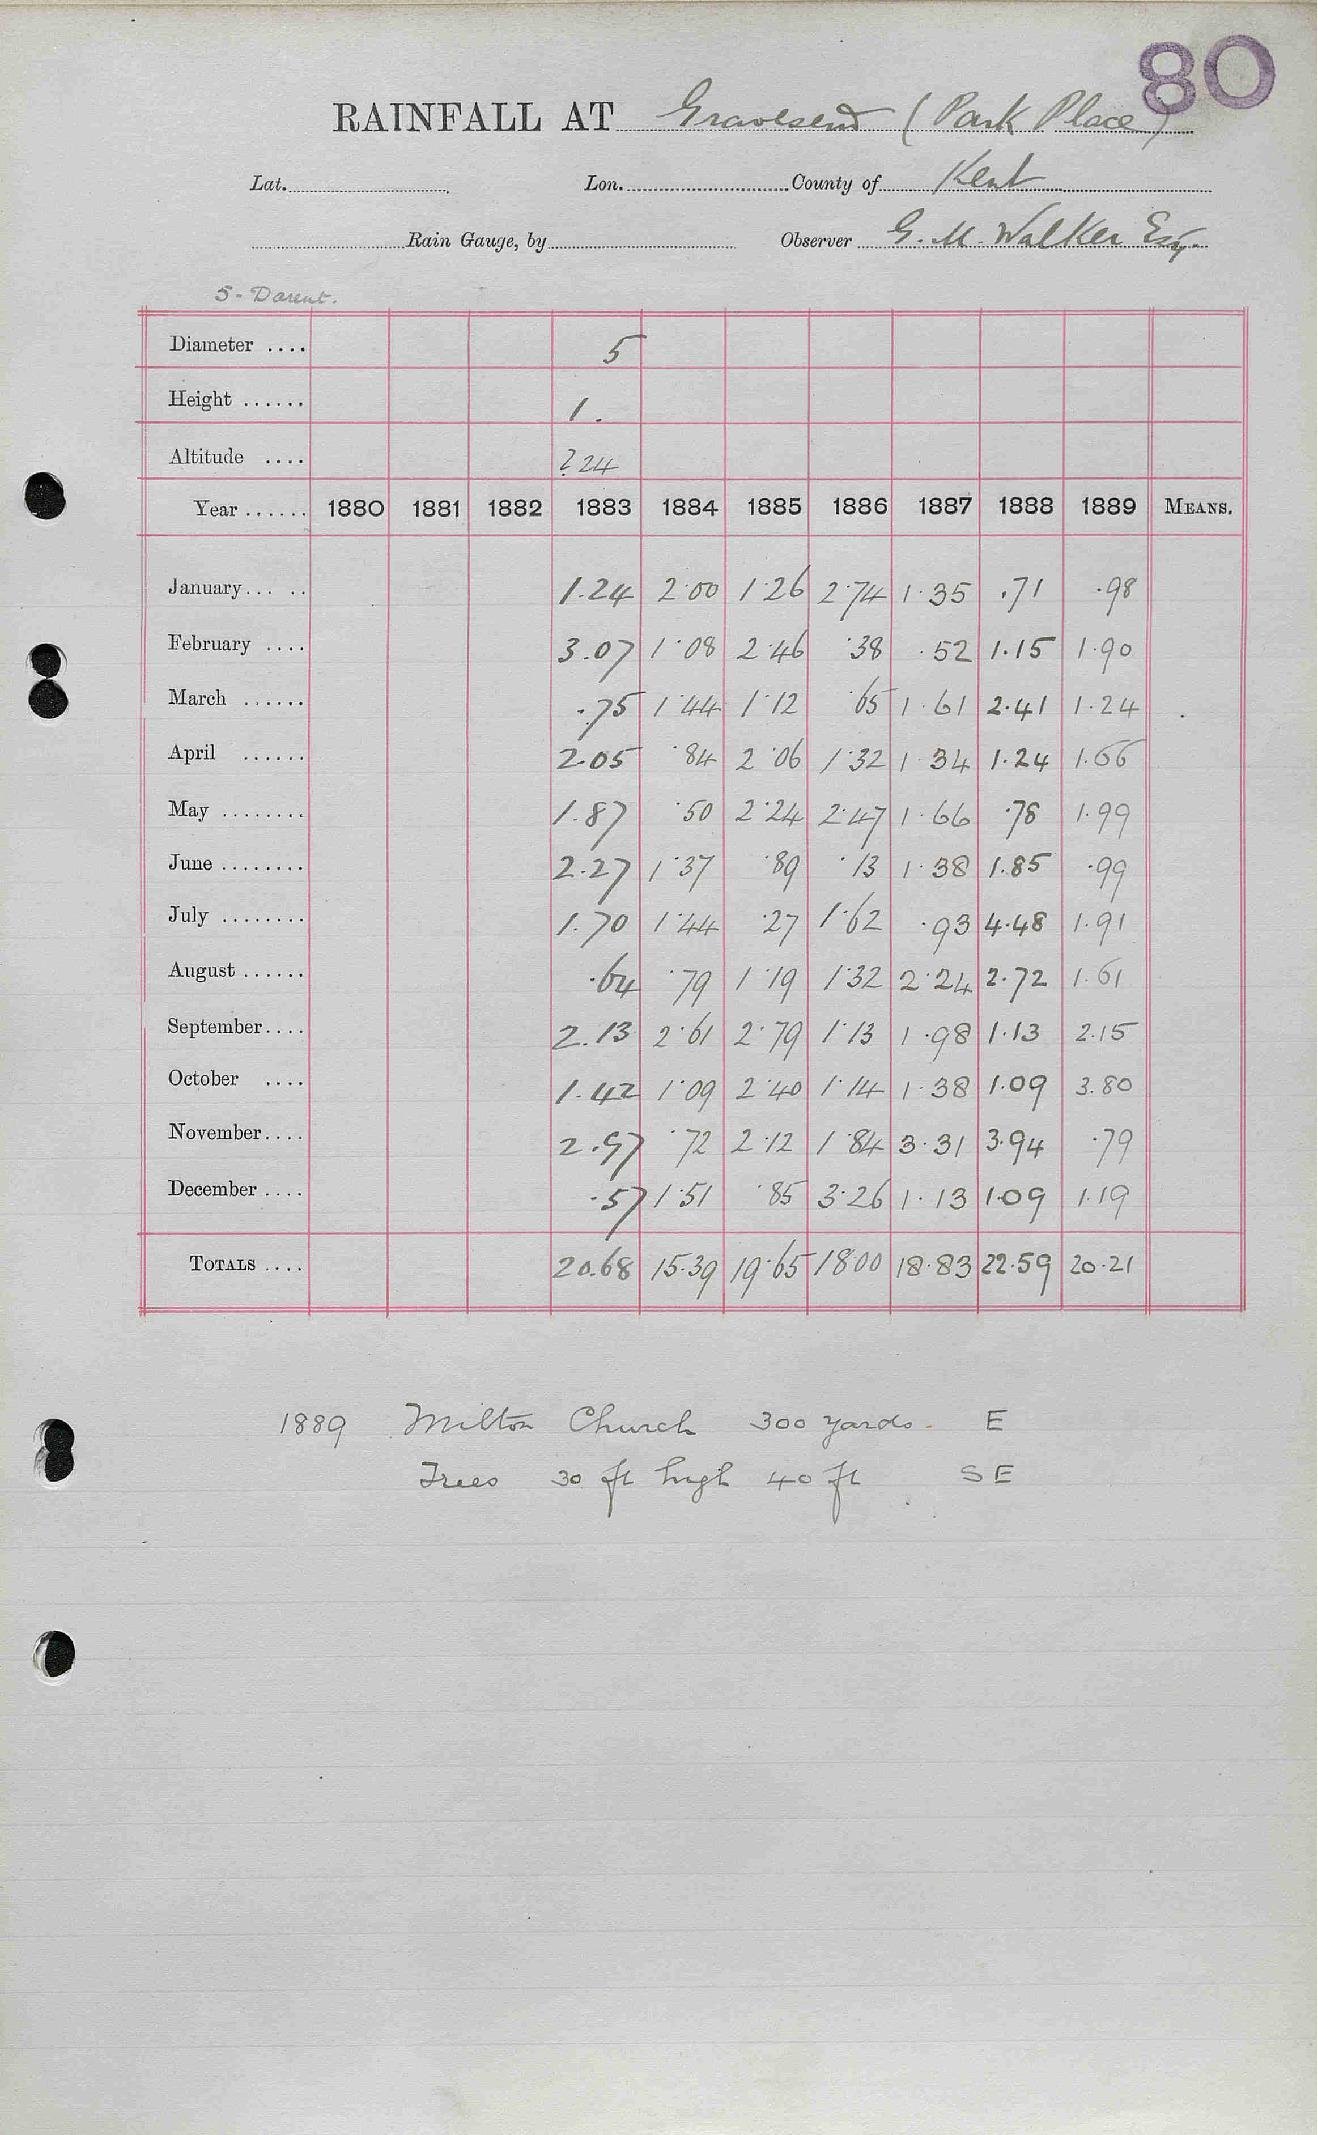 80
RAINFALL AT Gravesend (Park Place)
Lat. Lon. County of Kent
Rain Gauge, by Observer G. M. Walker Esq.
5 - Darent.
Diameter .... 5
Height ...... 1.
Altitude .... ?24
Year ...... 1880 1881 1882 1883 1884 1885 1886 1887 1888 1889 MEANS.
January ... .. 1.24 2.00 1.26 2.74 1.35 .71 .98
February .... 3.07 1.08 2.46 .38 .52 1.15 1.90
March ...... .75 1.44 1.12 .65 1.61 2.41 1.24
April ...... 2.05 .84 2.06 1.32 1.34 1.24 1.66
May ........ 1.87 .50 2.24 2.47 1.66 .78 1.99
June ........ 2.27 1.37 .89 .13 1.38 1.85 .99
July ........ 1.70 1.44 .27 1.62 .93 4.48 1.91
August ...... .64 .79 1.19 1.32 2.24 2.72 1.61
September .... 2.13 2.61 2.79 1.13 1.98 1.13 2.15
October .... 1.42 1.09 2.40 1.14 1.38 1.09 3.80
November .... 2.97 .72 2.12 1.84 3.31 3.94 .79
December .... .57 1.51 .85 3.26 1.13 1.09 1.19
TOTALS .... 20.68 15.39 19.65 18.00 18.83 22.59 20.21
1889 Milton Church 300 yards. E
Trees 30 ft high 40 ft SE